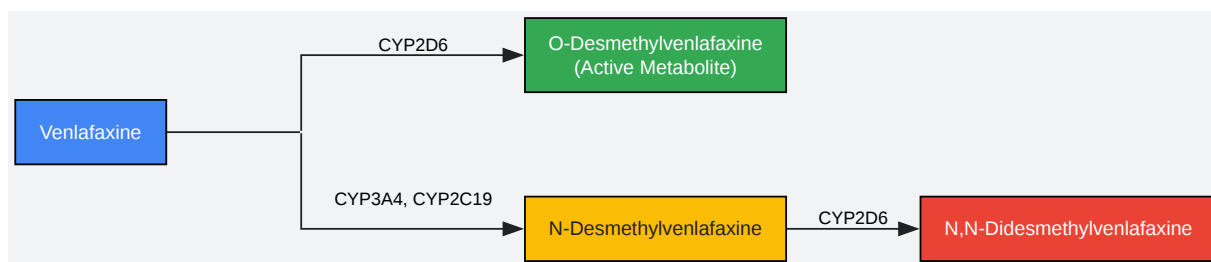 CYP2D6
O-Desmethylvenlafaxine
(Active Metabolite)
Venlafaxine
CYP3A4, CYP2C19
N-Desmethylvenlafaxine
CYP2D6
N,N-Didesmethylvenlafaxine